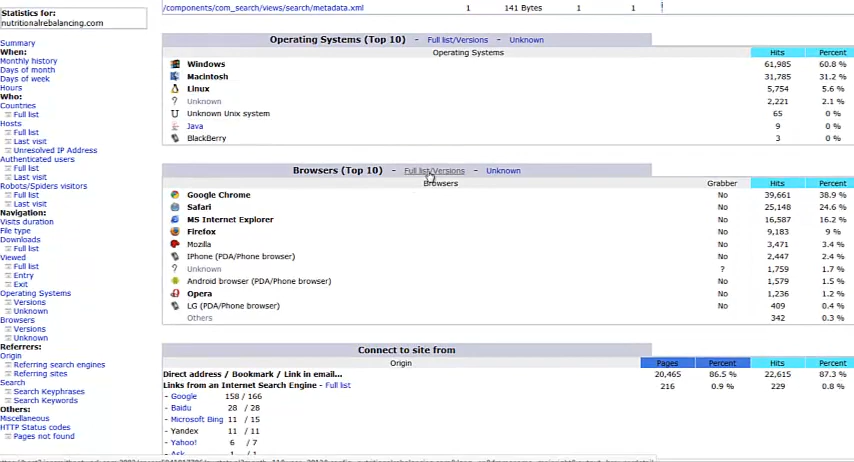 Statistics for:
nutritionalrebalancing.com
Summary
When:
Monthly history
Days of month
Days of week
Hours
Who:
Countries
Full list
Hosts
Full list
Last visit
Unresolved IP Address
Authenticated users
Full list
Last visit
Robots/Spiders visitors
Full list
Last visit
Navigation:
Visits duration
File type
Downloads
Full list
Viewed
Full list
Entry
Exit
Operating Systems
Versions
Unknown
Browsers
Versions
Unknown
Referrers:
Origin
Referring search engines
Referring sites
Search
Search Keyphrases
Search Keywords
Others:
Miscellaneous
HTTP Status codes
Pages not found
/components/com_search/views/search/metadata.xml 1 141 Bytes 1 1
Operating Systems (Top 10) - Full list/Versions - Unknown
Operating Systems Hits Percent
Windows 61,985 60.8 %
Macintosh 31,785 31.2 %
Linux 5,754 5.6 %
? Unknown 2,221 2.1 %
Unknown Unix system 65 0 %
Java 9 0 %
BlackBerry 3 0 %
Browsers (Top 10) - Full list/Versions - Unknown
Browsers Grabber Hits Percent
Google Chrome No 39,661 38.9 %
Safari No 25,148 24.6 %
MS Internet Explorer No 16,587 16.2 %
Firefox No 9,183 9 %
Mozilla No 3,471 3.4 %
IPhone (PDA/Phone browser) No 2,447 2.4 %
? Unknown ? 1,759 1.7 %
Android browser (PDA/Phone browser) No 1,579 1.5 %
Opera No 1,236 1.2 %
LG (PDA/Phone browser) No 409 0.4 %
Others 342 0.3 %
Connect to site from
Origin Pages Percent Hits Percent
Direct address / Bookmark / Link in email... 20,465 86.5 % 22,615 87.3 %
Links from an Internet Search Engine - Full list 216 0.9 % 229 0.8 %
- Google 158 / 166
- Baidu 28 / 28
- Microsoft Bing 11 / 15
- Yandex 11 / 11
- Yahoo! 6 / 7
- Ask 1 / 1